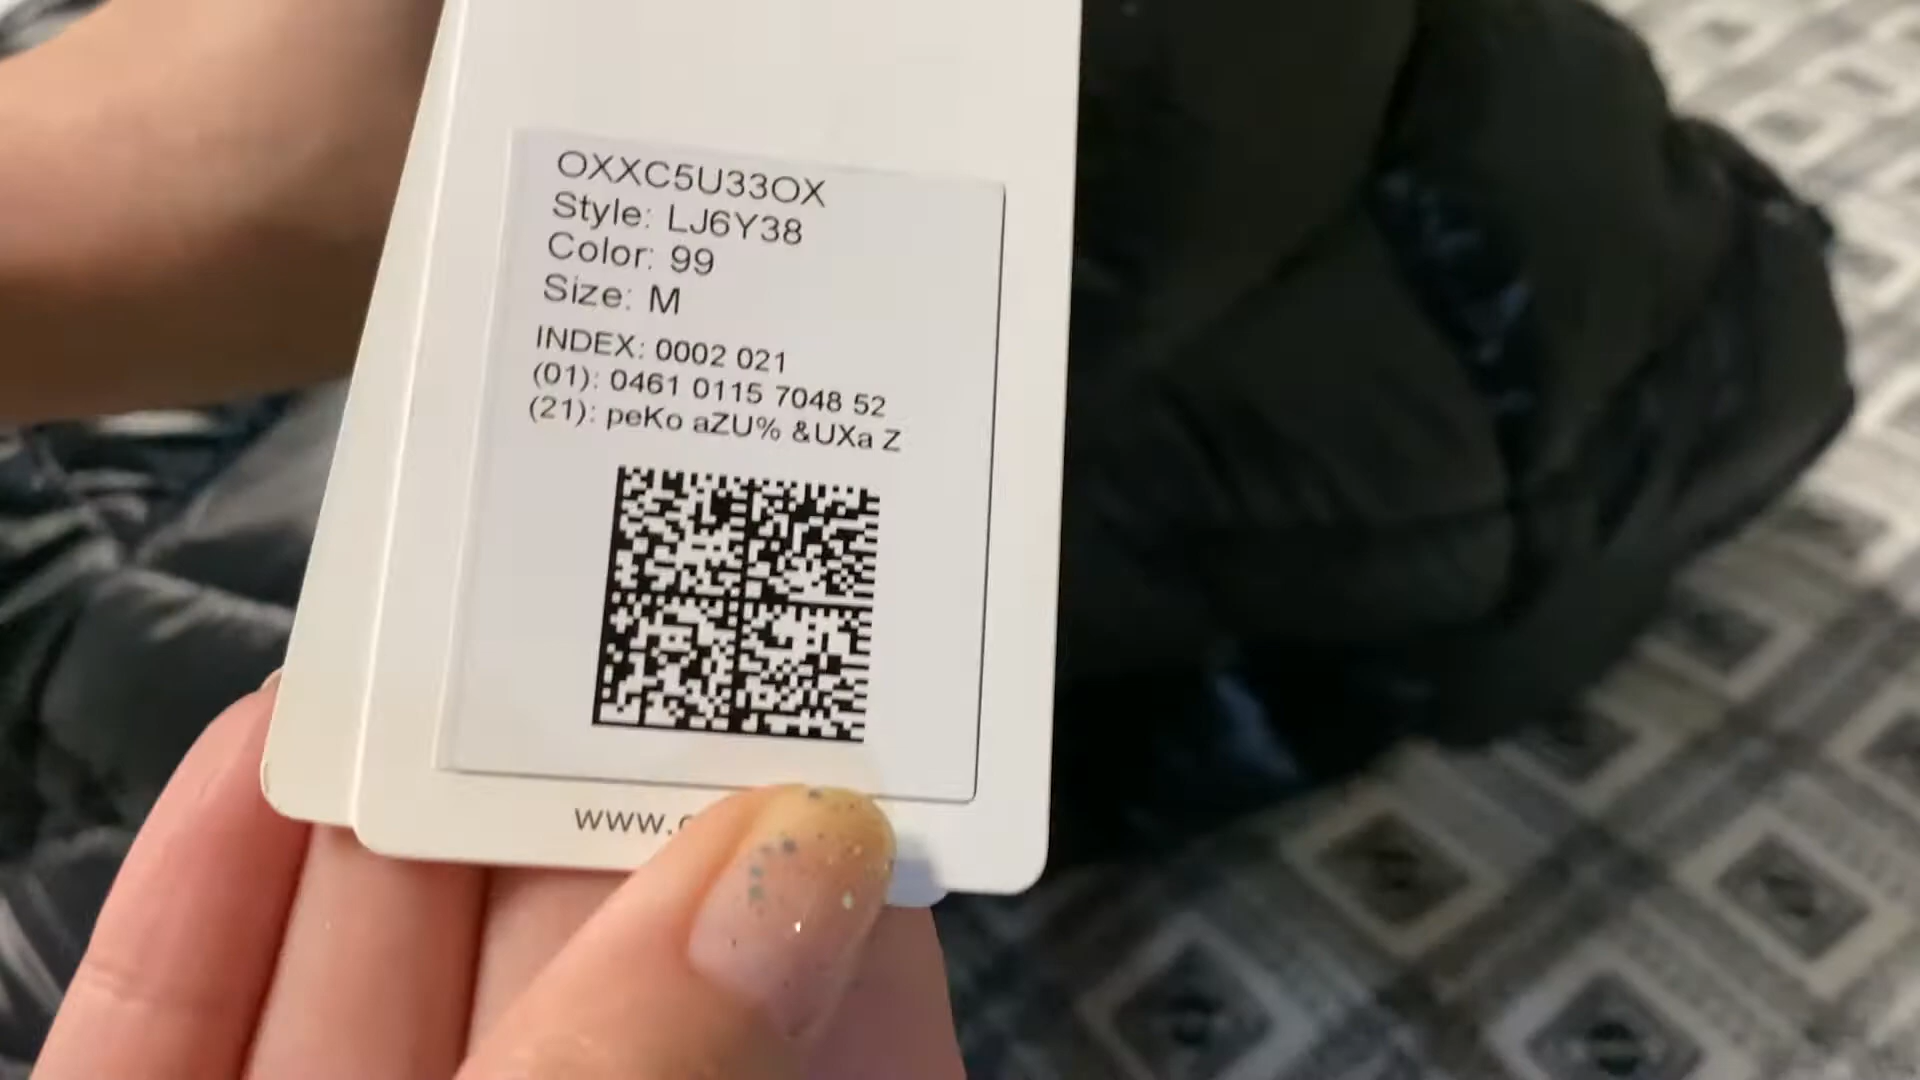 OXXC5U33OX
Style: LJ6Y38
Color: 99
Size: M
INDEX: 0002 021
(01): 0461 0115 7048 52
(21): peKo aZU% &UXa Z
www.